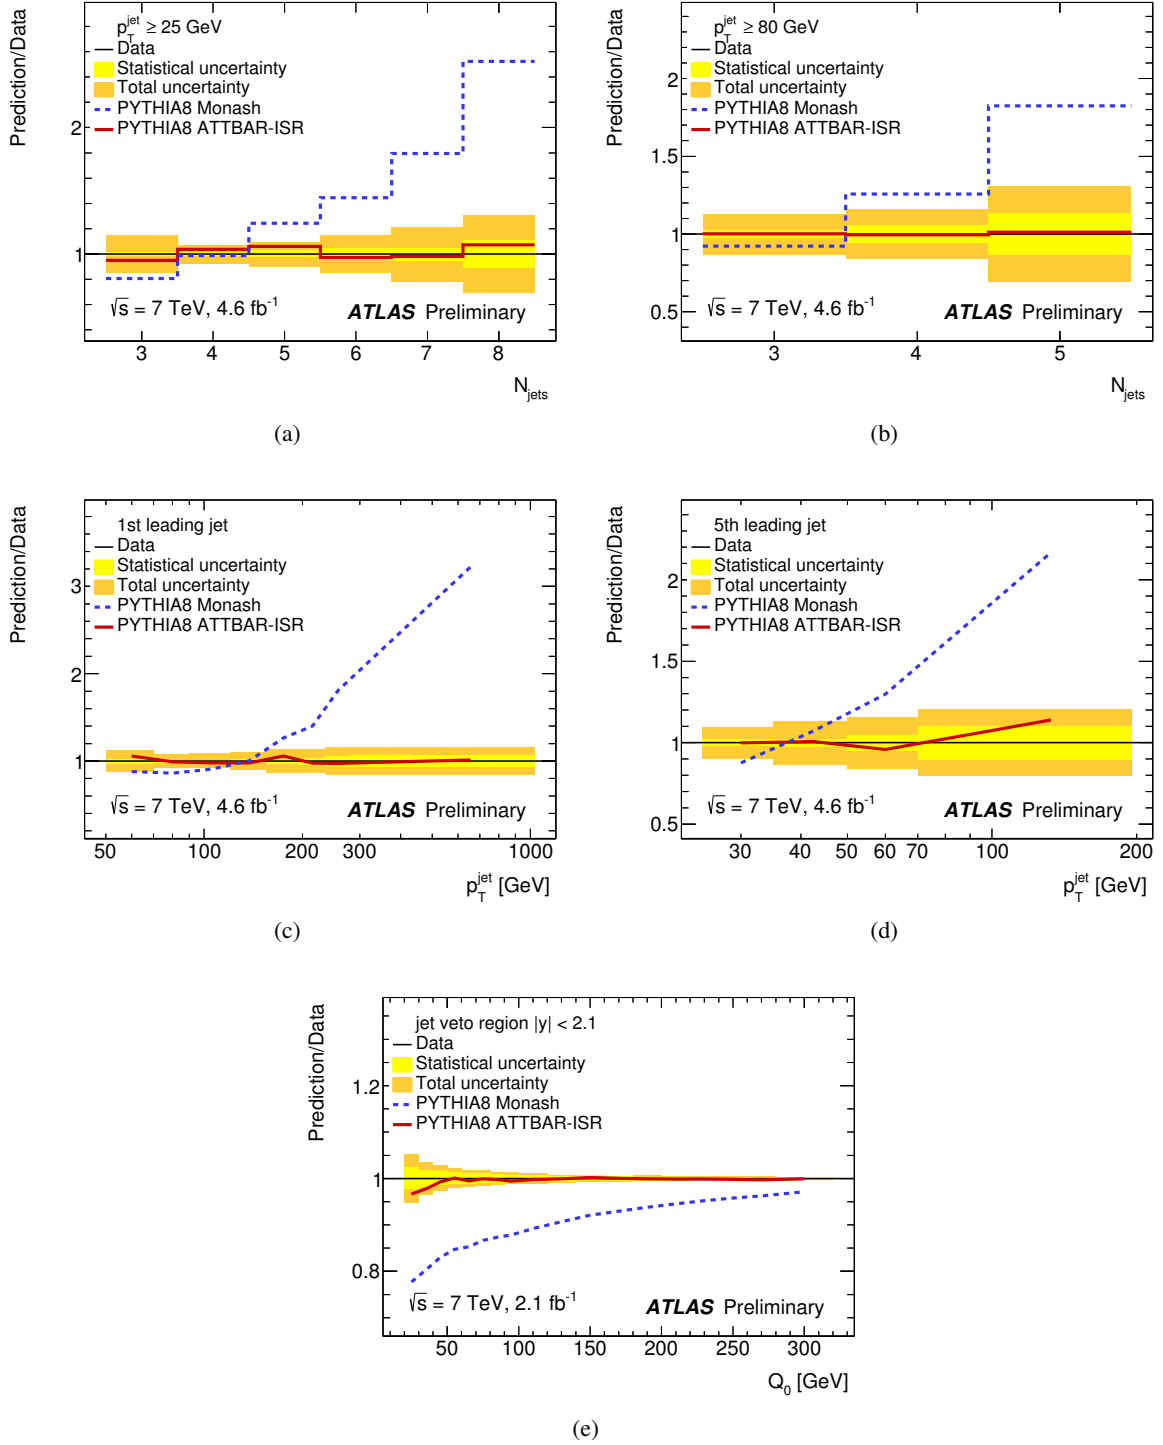 Prediction/Data
p_T^jet ≥ 25 GeV
Data
Statistical uncertainty
Total uncertainty
PYTHIA8 Monash
PYTHIA8 ATTBAR-ISR
2
1
√s = 7 TeV, 4.6 fb⁻¹
ATLAS Preliminary
3 4 5 6 7 8
N_jets
(a)
Prediction/Data
p_T^jet ≥ 80 GeV
Data
Statistical uncertainty
Total uncertainty
PYTHIA8 Monash
PYTHIA8 ATTBAR-ISR
2
1.5
1
0.5
√s = 7 TeV, 4.6 fb⁻¹
ATLAS Preliminary
3 4 5
N_jets
(b)
Prediction/Data
1st leading jet
Data
Statistical uncertainty
Total uncertainty
PYTHIA8 Monash
PYTHIA8 ATTBAR-ISR
3
2
1
√s = 7 TeV, 4.6 fb⁻¹
ATLAS Preliminary
50 100 200 300 1000
p_T^jet [GeV]
(c)
Prediction/Data
5th leading jet
Data
Statistical uncertainty
Total uncertainty
PYTHIA8 Monash
PYTHIA8 ATTBAR-ISR
2
1.5
1
0.5
√s = 7 TeV, 4.6 fb⁻¹
ATLAS Preliminary
30 40 50 60 70 100 200
p_T^jet [GeV]
(d)
Prediction/Data
jet veto region |y| < 2.1
Data
Statistical uncertainty
Total uncertainty
PYTHIA8 Monash
PYTHIA8 ATTBAR-ISR
1.2
1
0.8
√s = 7 TeV, 2.1 fb⁻¹
ATLAS Preliminary
50 100 150 200 250 300
Q_0 [GeV]
(e)